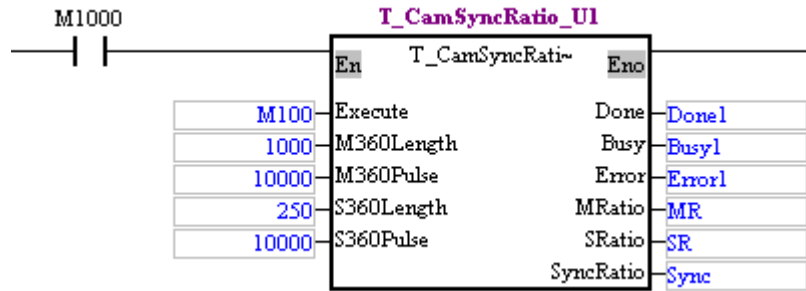 M1000 T_CamSyncRatio_U1
En T_CamSyncRati~ Eno
M100 Execute Done Done1
1000 M360Length Busy Busy1
10000 M360Pulse Error Error1
250 S360Length MRatio MR
10000 S360Pulse SRatio SR
SyncRatio Sync